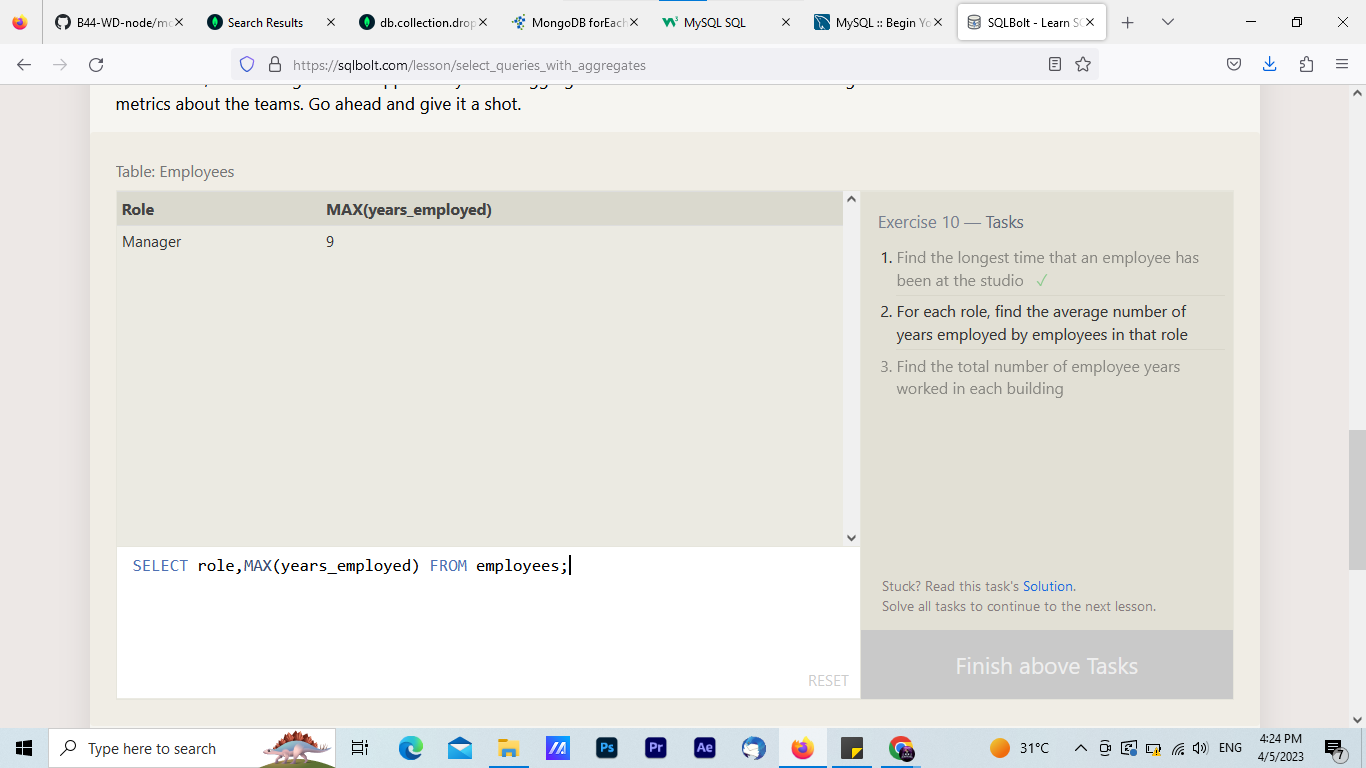 B44-WD-node/mo
Search Results
db.collection.drop
MongoDB forEach
MySQL SQL
MySQL :: Begin Yo
SQLBolt - Learn SQ
https://sqlbolt.com/lesson/select_queries_with_aggregates
metrics about the teams. Go ahead and give it a shot.
Table: Employees
Role MAX(years_employed)
Manager 9
SELECT role,MAX(years_employed) FROM employees;
RESET
Exercise 10 — Tasks
1. Find the longest time that an employee has
been at the studio ✓
2. For each role, find the average number of
years employed by employees in that role
3. Find the total number of employee years
worked in each building
Stuck? Read this task's Solution.
Solve all tasks to continue to the next lesson.
Finish above Tasks
Type here to search
Ps
Pr
Ae
31°C
ENG
4:24 PM
4/5/2023
7